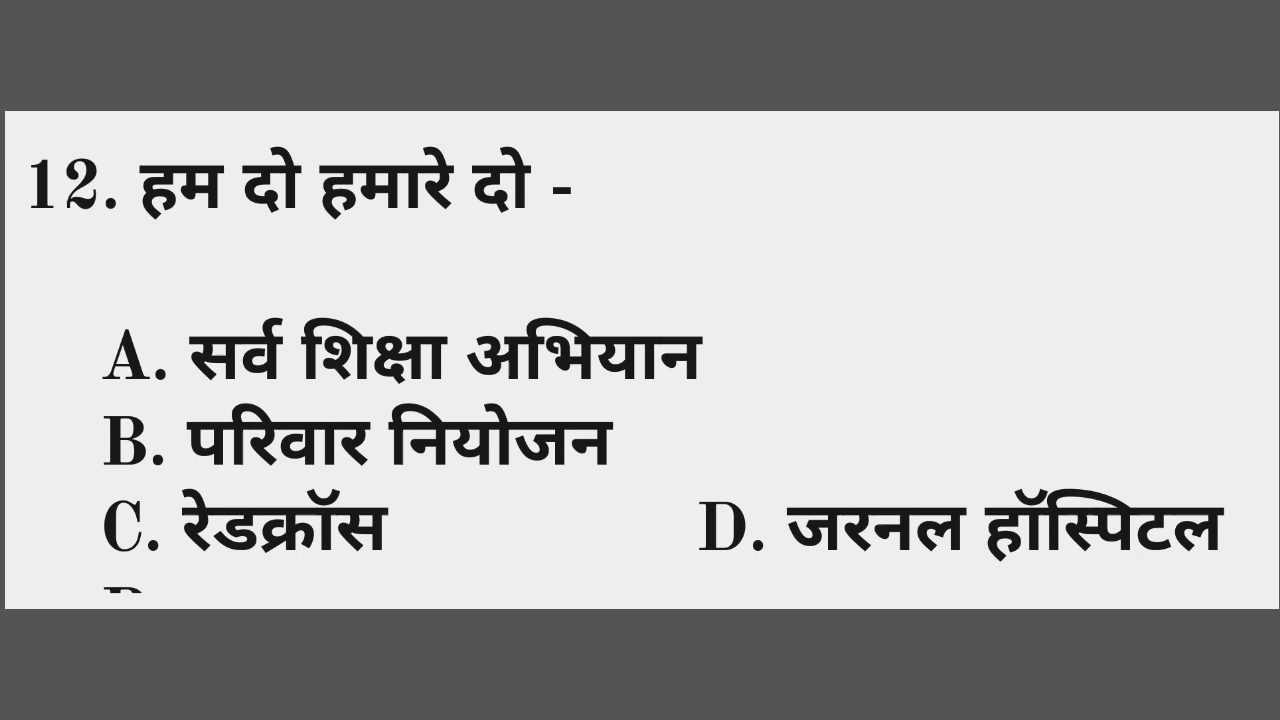 12. हम दो हमारे दो -
A. सर्व शिक्षा अभियान
B. परिवार नियोजन
C. रेडक्रॉस D. जरनल हॉस्पिटल